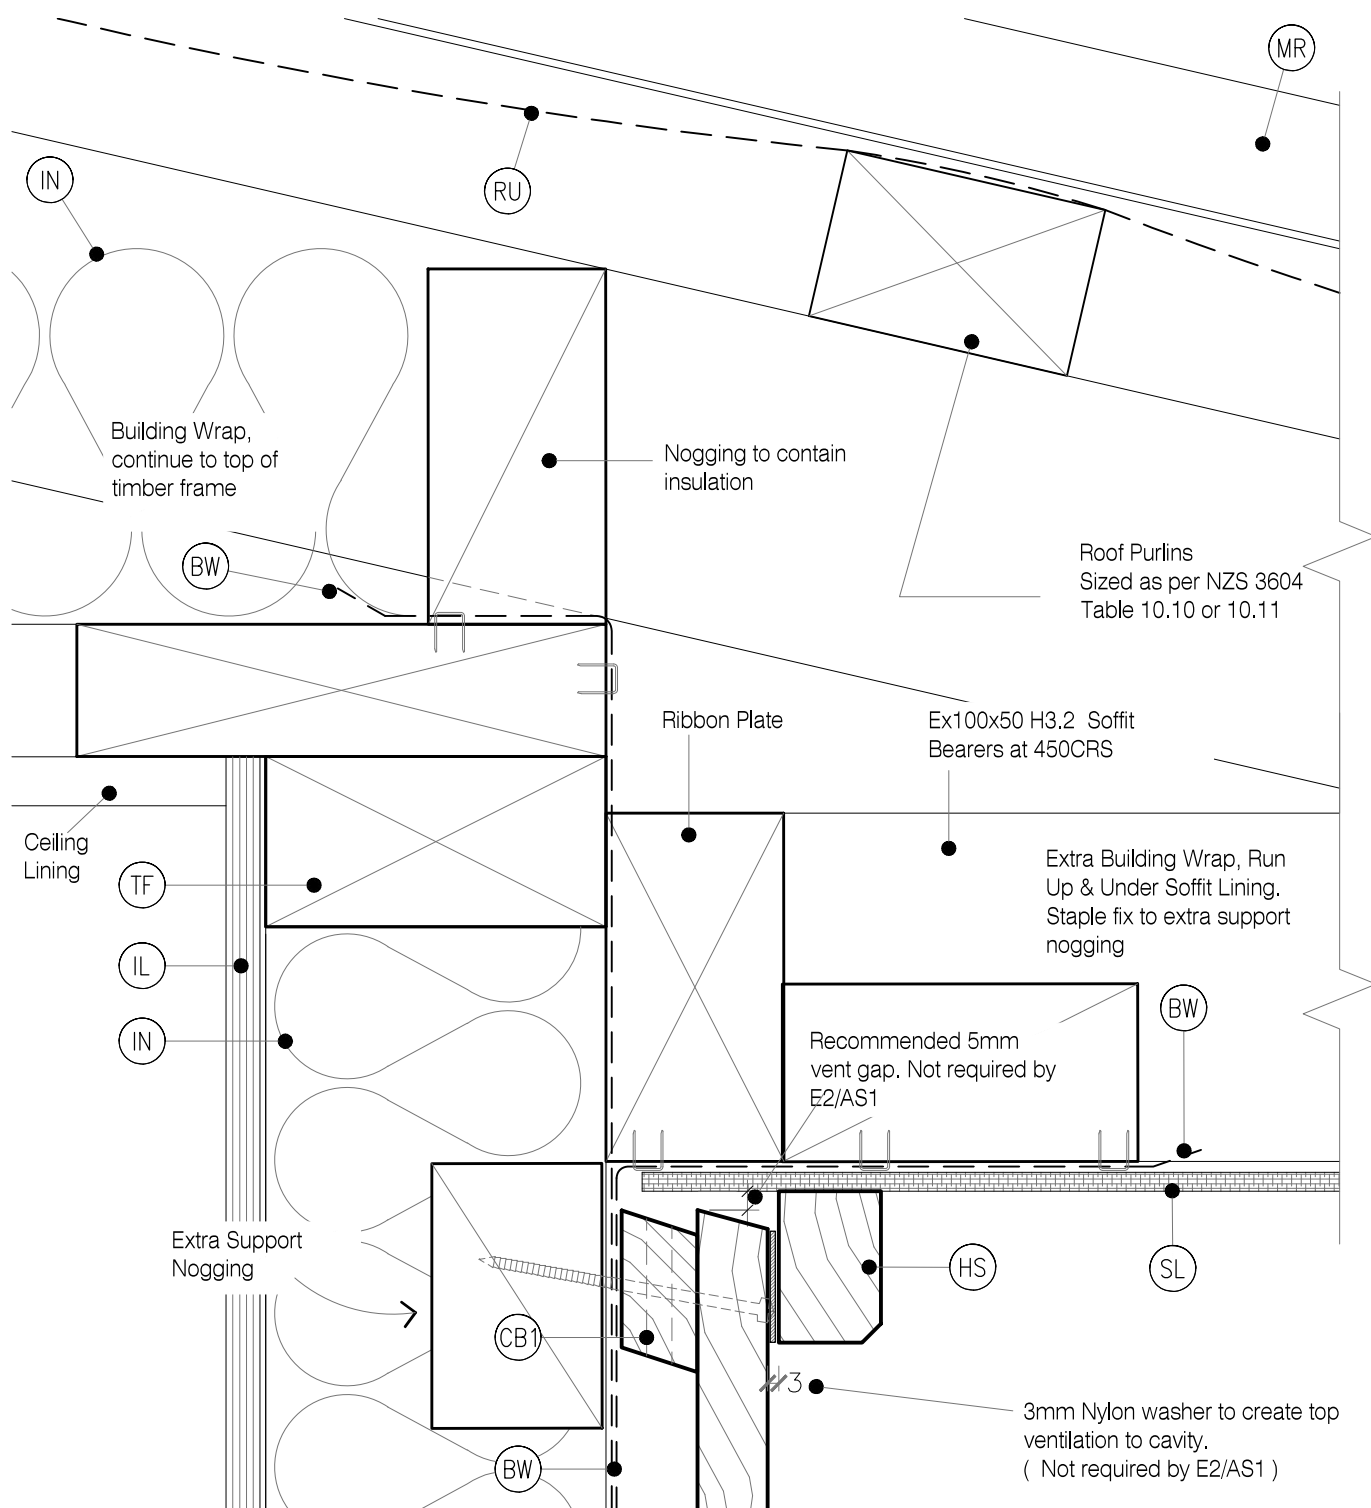 MR
IN
RU
Building Wrap,
continue to top of
timber frame
Nogging to contain
insulation
BW
Roof Purlins
Sized as per NZS 3604
Table 10.10 or 10.11
Ribbon Plate
Ex100x50 H3.2 Soffit
Bearers at 450CRS
Ceiling
Lining
TF
Extra Building Wrap, Run
Up & Under Soffit Lining.
Staple fix to extra support
nogging
IL
IN
BW
Recommended 5mm
vent gap. Not required by
E2/AS1
Extra Support
Nogging
HS
SL
CB1
3
3mm Nylon washer to create top
ventilation to cavity.
( Not required by E2/AS1 )
BW